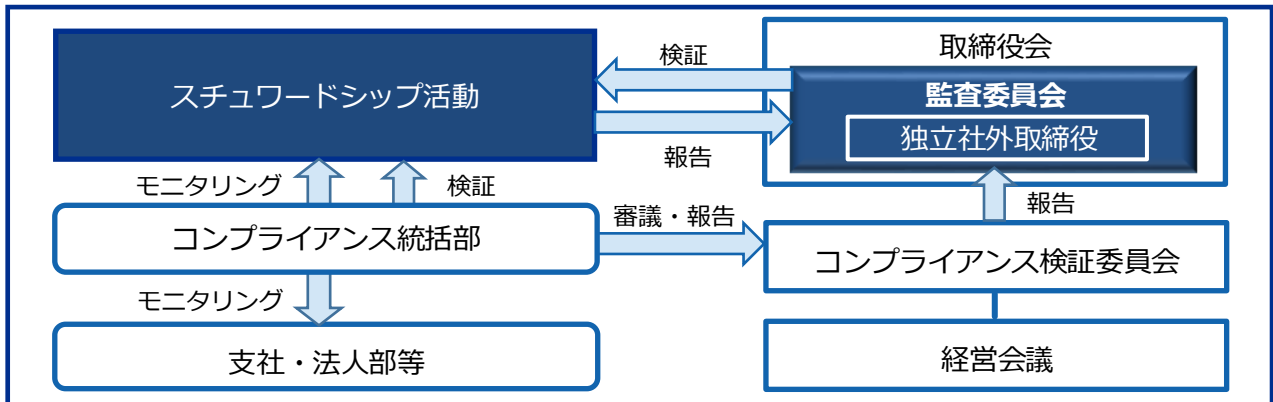 取締役会
検証
スチュワードシップ活動
監査委員会
独立社外取締役
報告
モニタリング
検証
報告
コンプライアンス統括部
審議・報告
コンプライアンス検証委員会
モニタリング
支社・法人部等
経営会議